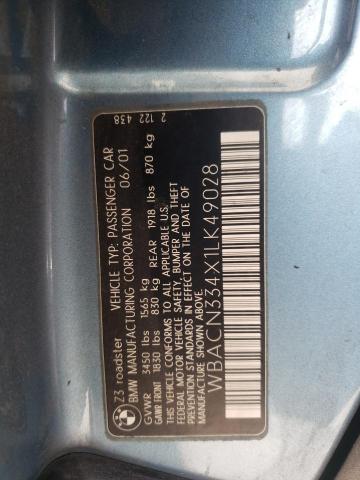 Z3 roadster VEHICLE TYP: PASSENGER CAR 2 122 438
BMW MANUFACTURING CORPORATION 06/01
GVWR 3450 lbs 1565 kg
GAWR FRONT 1830 lbs 830 kg REAR 1918 lbs 870 kg
THIS VEHICLE CONFORMS TO ALL APPLICABLE U.S.
FEDERAL MOTOR VEHICLE SAFETY, BUMPER AND THEFT
PREVENTION STANDARDS IN EFFECT ON THE DATE OF
MANUFACTURE SHOWN ABOVE.
WBACN334X1LK49028